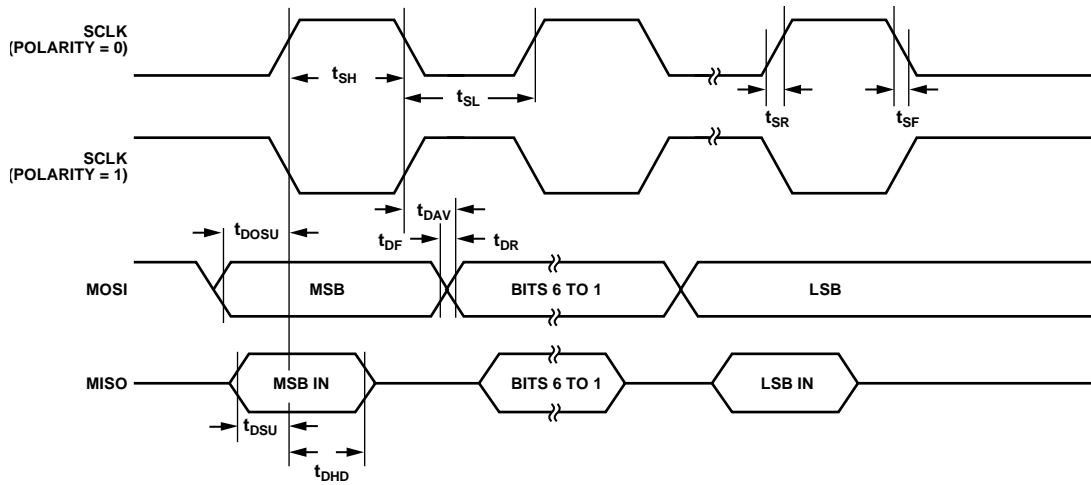 SCLK
(POLARITY = 0)
tSH
tSL
tSR
tSF
SCLK
(POLARITY = 1)
tDAV
tDOSU
tDF
tDR
MOSI
MSB
BITS 6 TO 1
LSB
MISO
MSB IN
BITS 6 TO 1
LSB IN
tDSU
tDHD